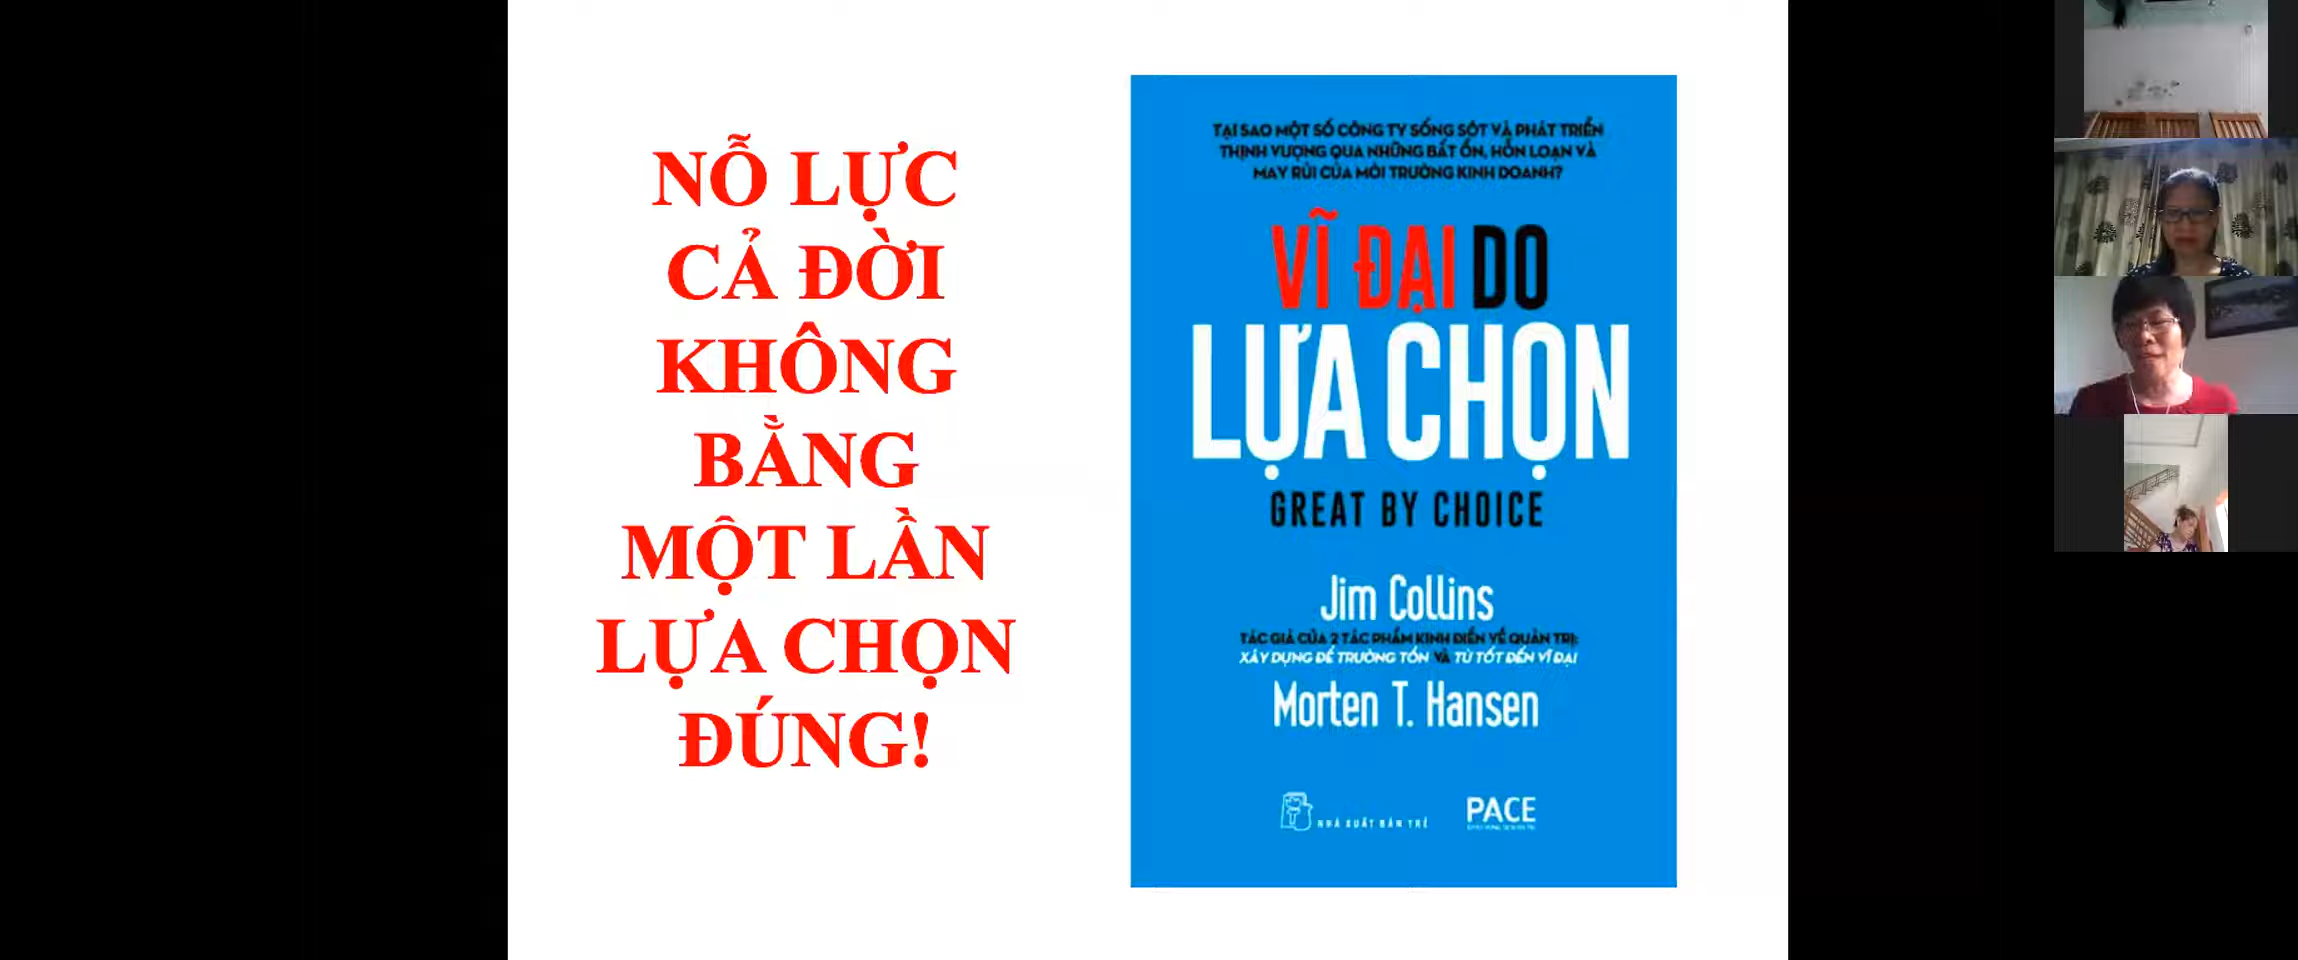 NỖ LỰC
CẢ ĐỜI
KHÔNG
BẰNG
MỘT LẦN
LỰA CHỌN
ĐÚNG!
TẠI SAO MỘT SỐ CÔNG TY SỐNG SÓT VÀ PHÁT TRIỂN
THỊNH VƯỢNG QUA NHỮNG BẤT ỔN, HỖN LOẠN VÀ
MAY RỦI CỦA MÔI TRƯỜNG KINH DOANH?
VĨ ĐẠI DO
LỰA CHỌN
GREAT BY CHOICE
Jim Collins
TÁC GIẢ CỦA 2 TÁC PHẨM KINH ĐIỂN VỀ QUẢN TRỊ:
XÂY DỰNG ĐỂ TRƯỜNG TỒN VÀ TỪ TỐT ĐẾN VĨ ĐẠI
Morten T. Hansen
NHÀ XUẤT BẢN TRẺ
PACE